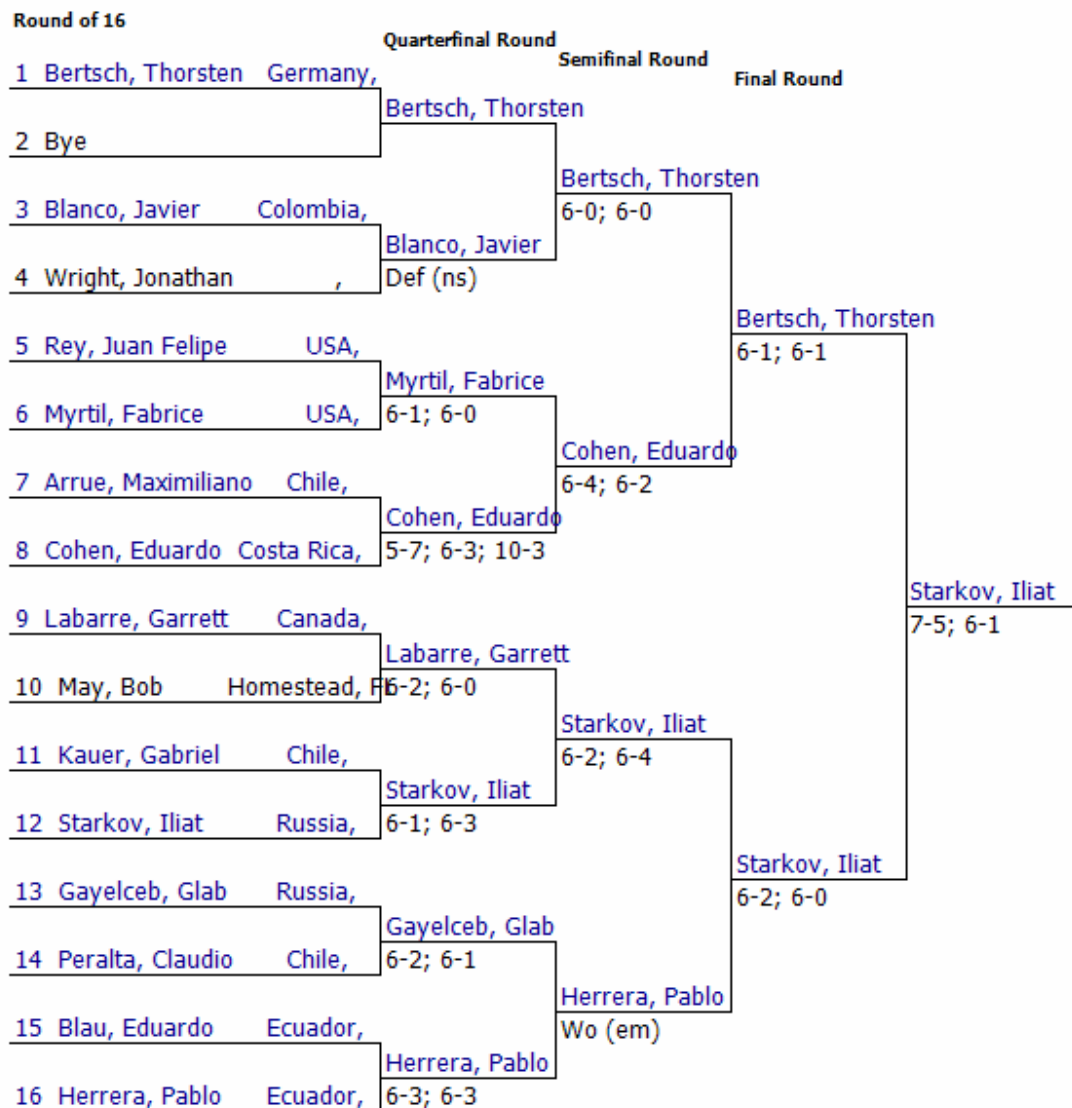 Round of 16
Quarterfinal Round
Semifinal Round
Final Round
1 Bertsch, Thorsten Germany,
Bertsch, Thorsten
2 Bye
Bertsch, Thorsten
6-0; 6-0
3 Blanco, Javier Colombia,
Blanco, Javier
Def (ns)
4 Wright, Jonathan ,
Bertsch, Thorsten
6-1; 6-1
5 Rey, Juan Felipe USA,
Myrtil, Fabrice
6-1; 6-0
6 Myrtil, Fabrice USA,
Cohen, Eduardo
6-4; 6-2
7 Arrue, Maximiliano Chile,
Cohen, Eduardo
5-7; 6-3; 10-3
8 Cohen, Eduardo Costa Rica,
Starkov, Iliat
7-5; 6-1
9 Labarre, Garrett Canada,
Labarre, Garrett
6-2; 6-0
10 May, Bob Homestead, FL
Starkov, Iliat
6-2; 6-4
11 Kauer, Gabriel Chile,
Starkov, Iliat
6-1; 6-3
12 Starkov, Iliat Russia,
Starkov, Iliat
6-2; 6-0
13 Gayelceb, Glab Russia,
Gayelceb, Glab
6-2; 6-1
14 Peralta, Claudio Chile,
Herrera, Pablo
Wo (em)
15 Blau, Eduardo Ecuador,
Herrera, Pablo
6-3; 6-3
16 Herrera, Pablo Ecuador,